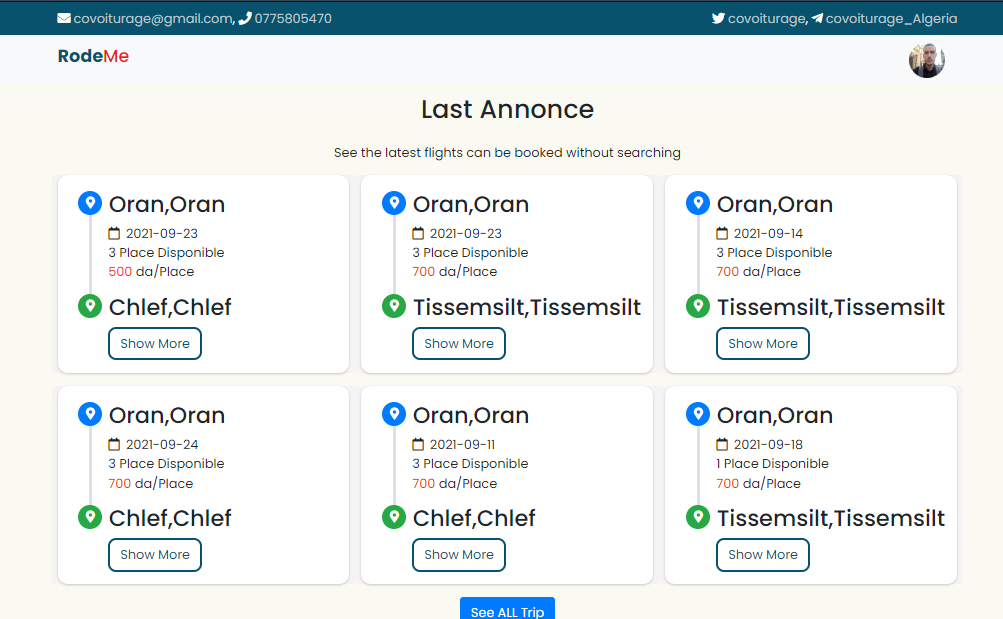 covoiturage@gmail.com, 0775805470
covoiturage, covoiturage_Algeria
RodeMe
Last Annonce
See the latest flights can be booked without searching
Oran,Oran
2021-09-23
3 Place Disponible
500 da/Place
Chlef,Chlef
Show More
Oran,Oran
2021-09-23
3 Place Disponible
700 da/Place
Tissemsilt,Tissemsilt
Show More
Oran,Oran
2021-09-14
3 Place Disponible
700 da/Place
Tissemsilt,Tissemsilt
Show More
Oran,Oran
2021-09-24
3 Place Disponible
700 da/Place
Chlef,Chlef
Show More
Oran,Oran
2021-09-11
3 Place Disponible
700 da/Place
Chlef,Chlef
Show More
Oran,Oran
2021-09-18
1 Place Disponible
700 da/Place
Tissemsilt,Tissemsilt
Show More
See ALL Trip